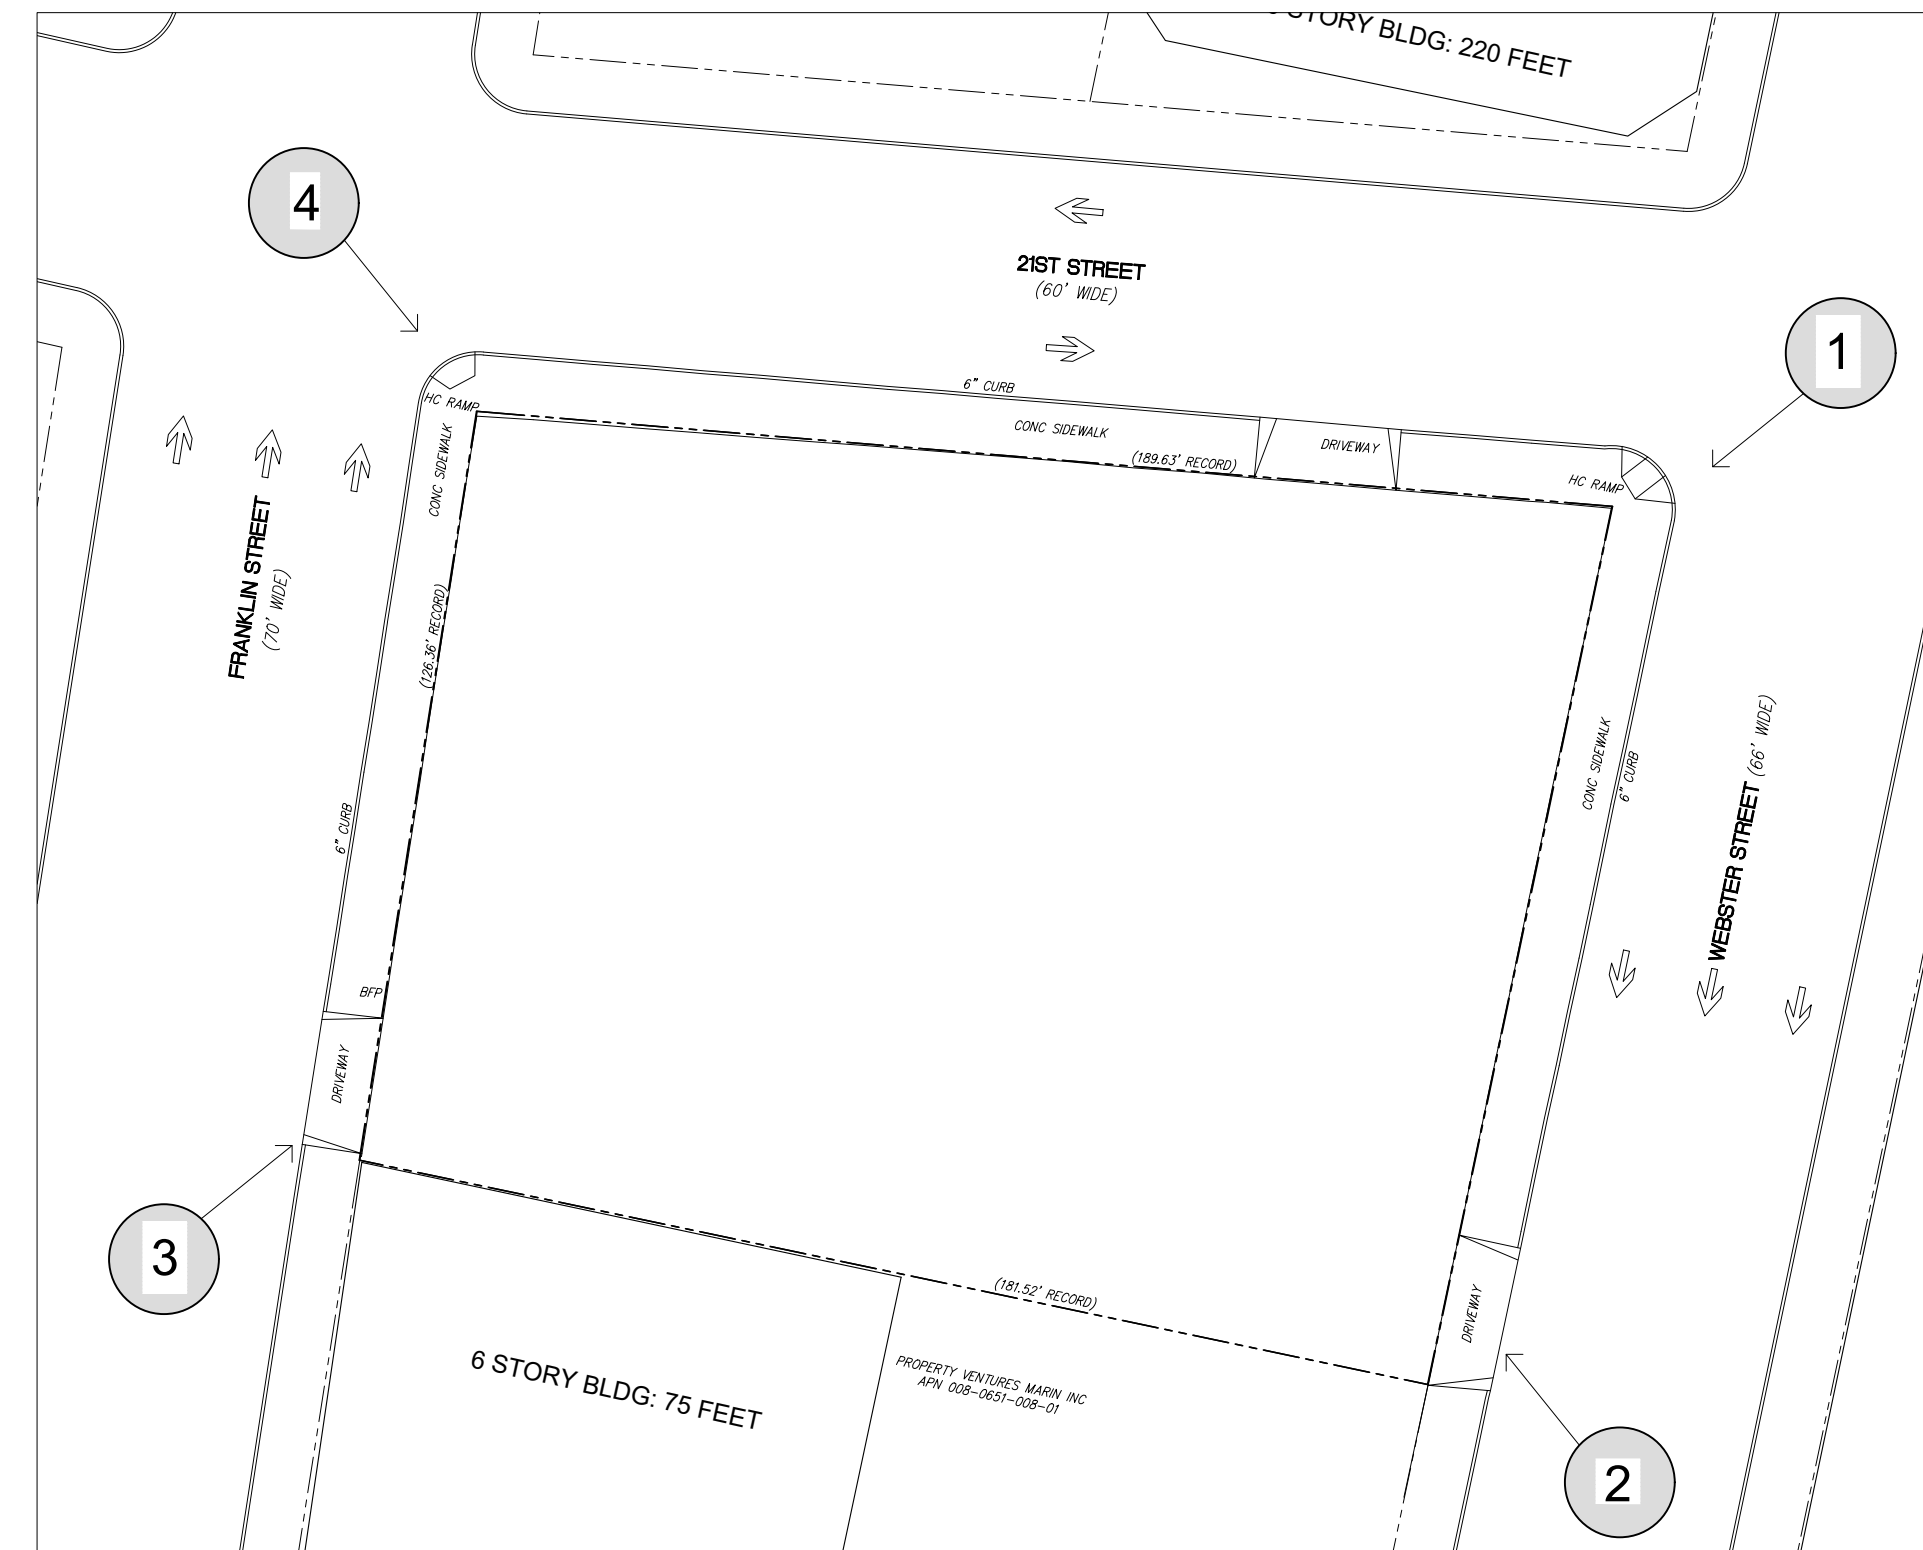 STORY BLDG: 220 FEET
4
21ST STREET
(60' WIDE)
1
6" CURB
HC RAMP
CONC SIDEWALK
(189.63' RECORD)
DRIVEWAY
HC RAMP
CONC SIDEWALK
FRANKLIN STREET
(70' WIDE)
(126.36' RECORD)
6" CURB
CONC SIDEWALK
6" CURB
WEBSTER STREET (66' WIDE)
BFP
DRIVEWAY
3
(181.52' RECORD)
DRIVEWAY
6 STORY BLDG: 75 FEET
PROPERTY VENTURES MARIN INC
APN 008-0651-008-01
2